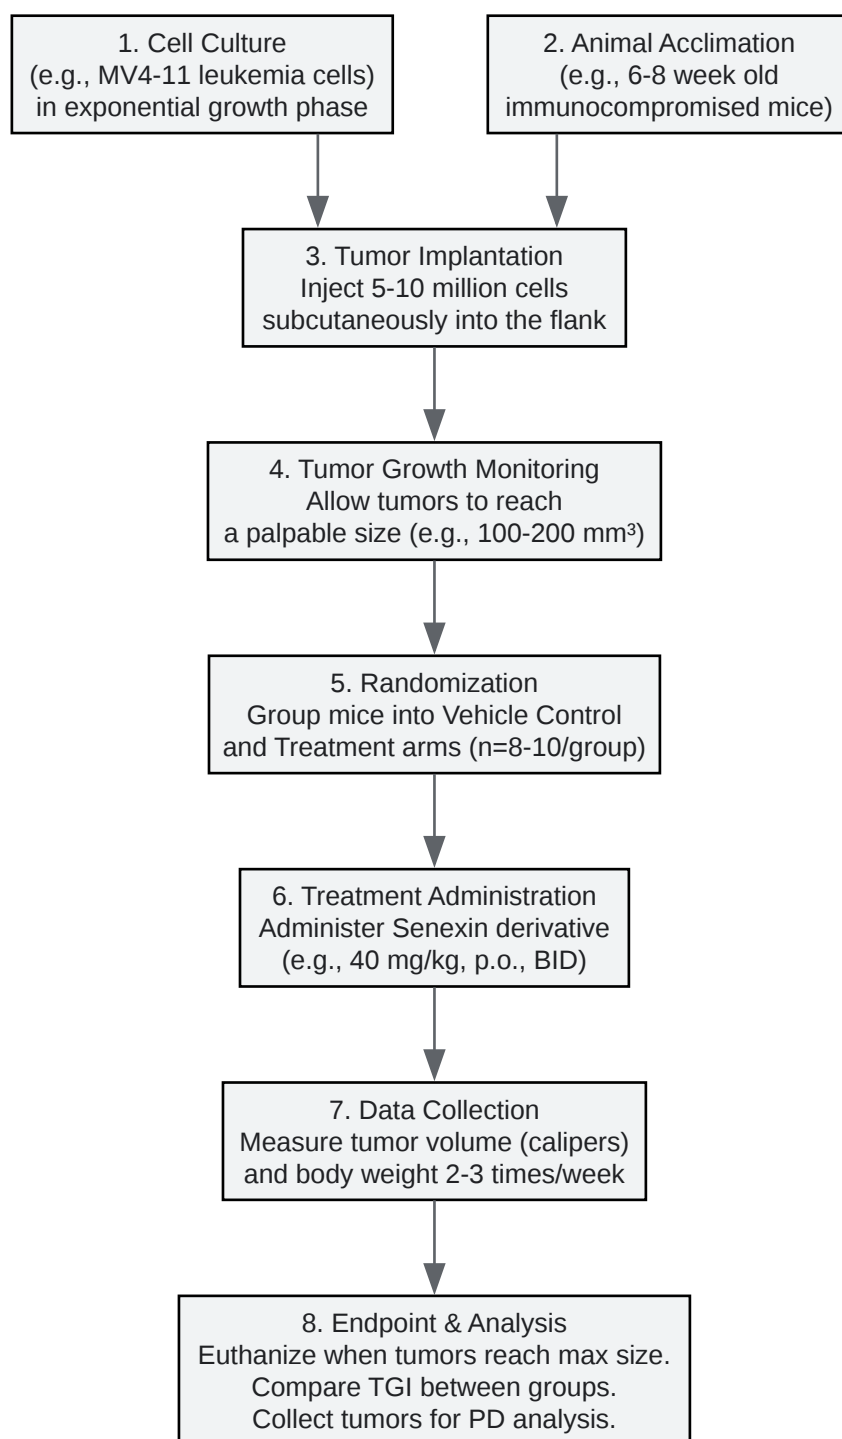 1. Cell Culture
(e.g., MV4-11 leukemia cells)
in exponential growth phase
2. Animal Acclimation
(e.g., 6-8 week old
immunocompromised mice)
3. Tumor Implantation
Inject 5-10 million cells
subcutaneously into the flank
4. Tumor Growth Monitoring
Allow tumors to reach
a palpable size (e.g., 100-200 mm³)
5. Randomization
Group mice into Vehicle Control
and Treatment arms (n=8-10/group)
6. Treatment Administration
Administer Senexin derivative
(e.g., 40 mg/kg, p.o., BID)
7. Data Collection
Measure tumor volume (calipers)
and body weight 2-3 times/week
8. Endpoint & Analysis
Euthanize when tumors reach max size.
Compare TGI between groups.
Collect tumors for PD analysis.